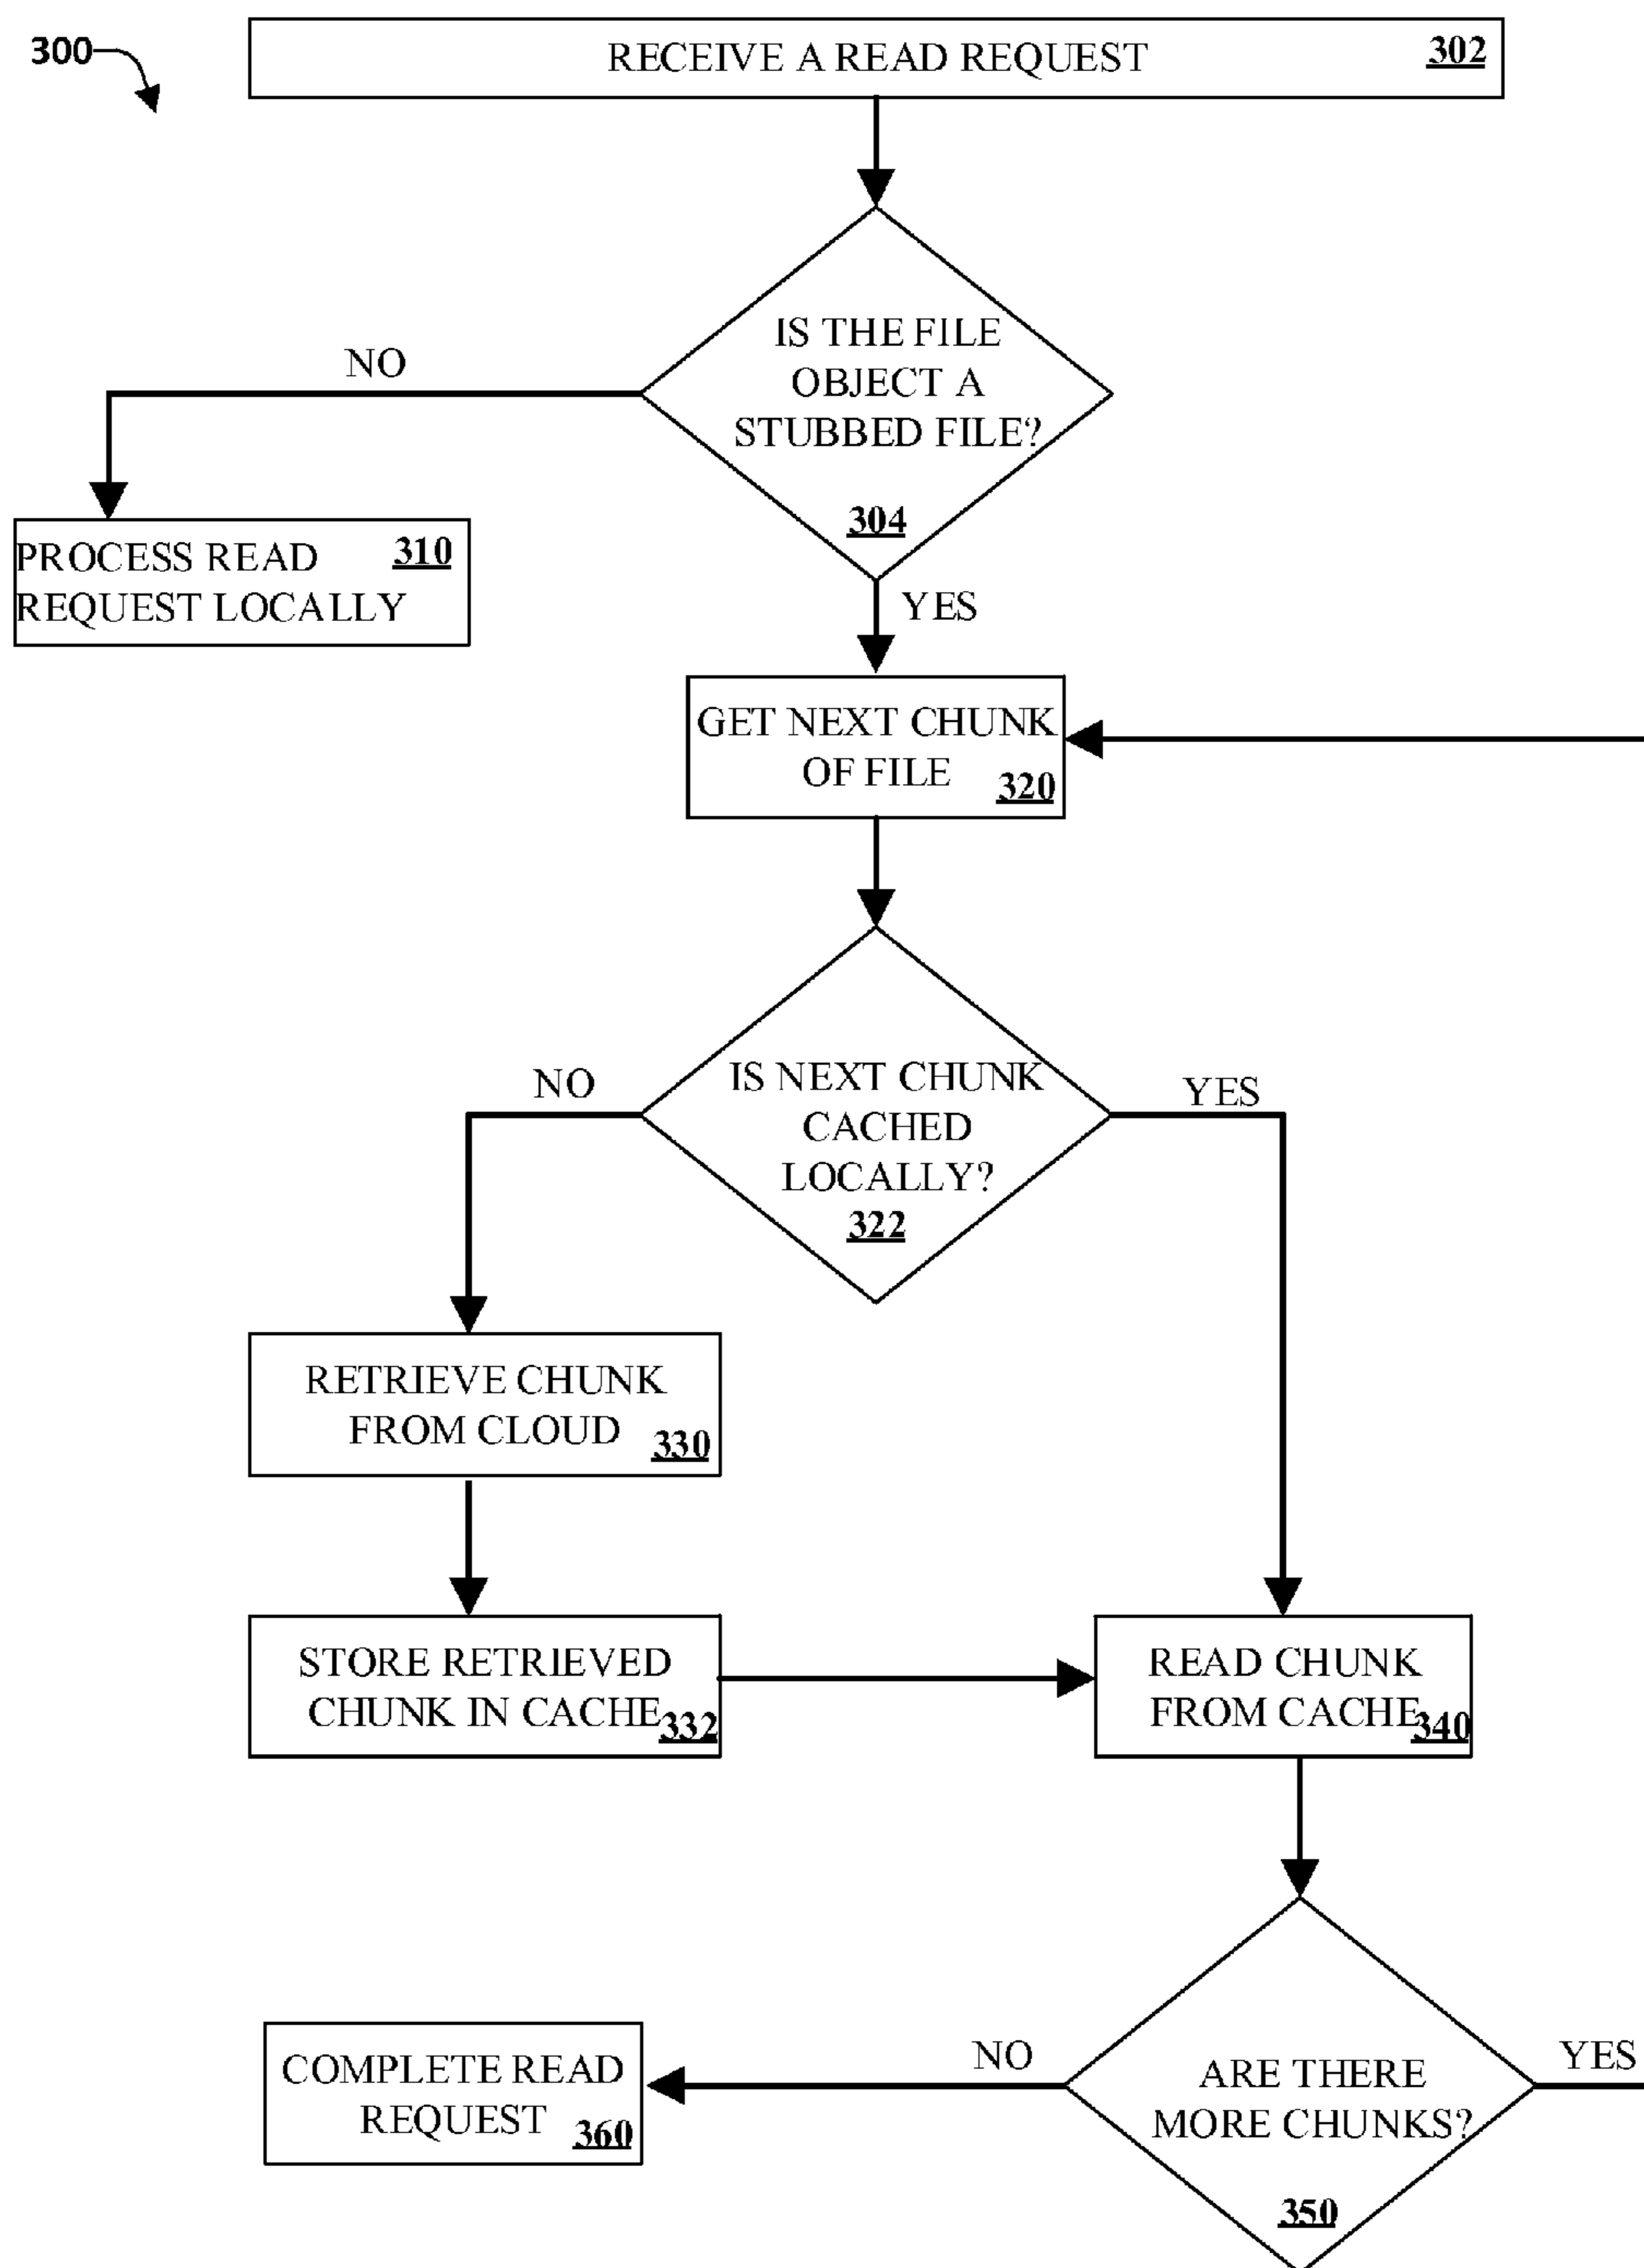 300
RECEIVE A READ REQUEST 302
IS THE FILE
OBJECT A
STUBBED FILE?
304
NO
YES
PROCESS READ 310
REQUEST LOCALLY
GET NEXT CHUNK
OF FILE 320
IS NEXT CHUNK
CACHED
LOCALLY?
322
NO
YES
RETRIEVE CHUNK
FROM CLOUD 330
STORE RETRIEVED
CHUNK IN CACHE 332
READ CHUNK
FROM CACHE 340
ARE THERE
MORE CHUNKS?
350
NO
YES
COMPLETE READ
REQUEST 360